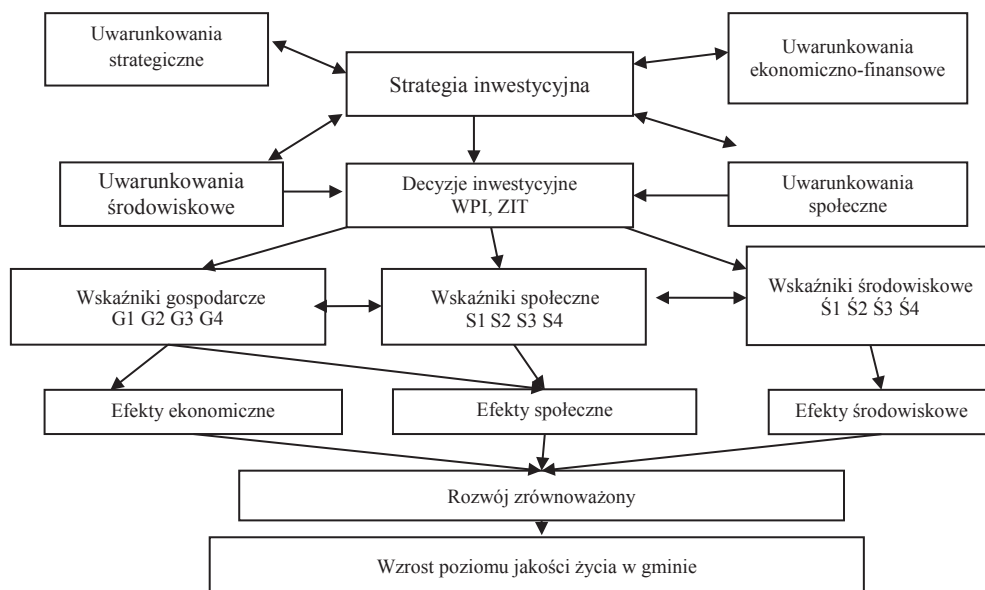 Uwarunkowania
strategiczne
Uwarunkowania
ekonomiczno-finansowe
Strategia inwestycyjna
Uwarunkowania
środowiskowe
Decyzje inwestycyjne
WPI, ZIT
Uwarunkowania
społeczne
Wskaźniki gospodarcze
G1 G2 G3 G4
Wskaźniki społeczne
S1 S2 S3 S4
Wskaźniki środowiskowe
Ś1 Ś2 Ś3 Ś4
Efekty ekonomiczne
Efekty społeczne
Efekty środowiskowe
Rozwój zrównoważony
Wzrost poziomu jakości życia w gminie